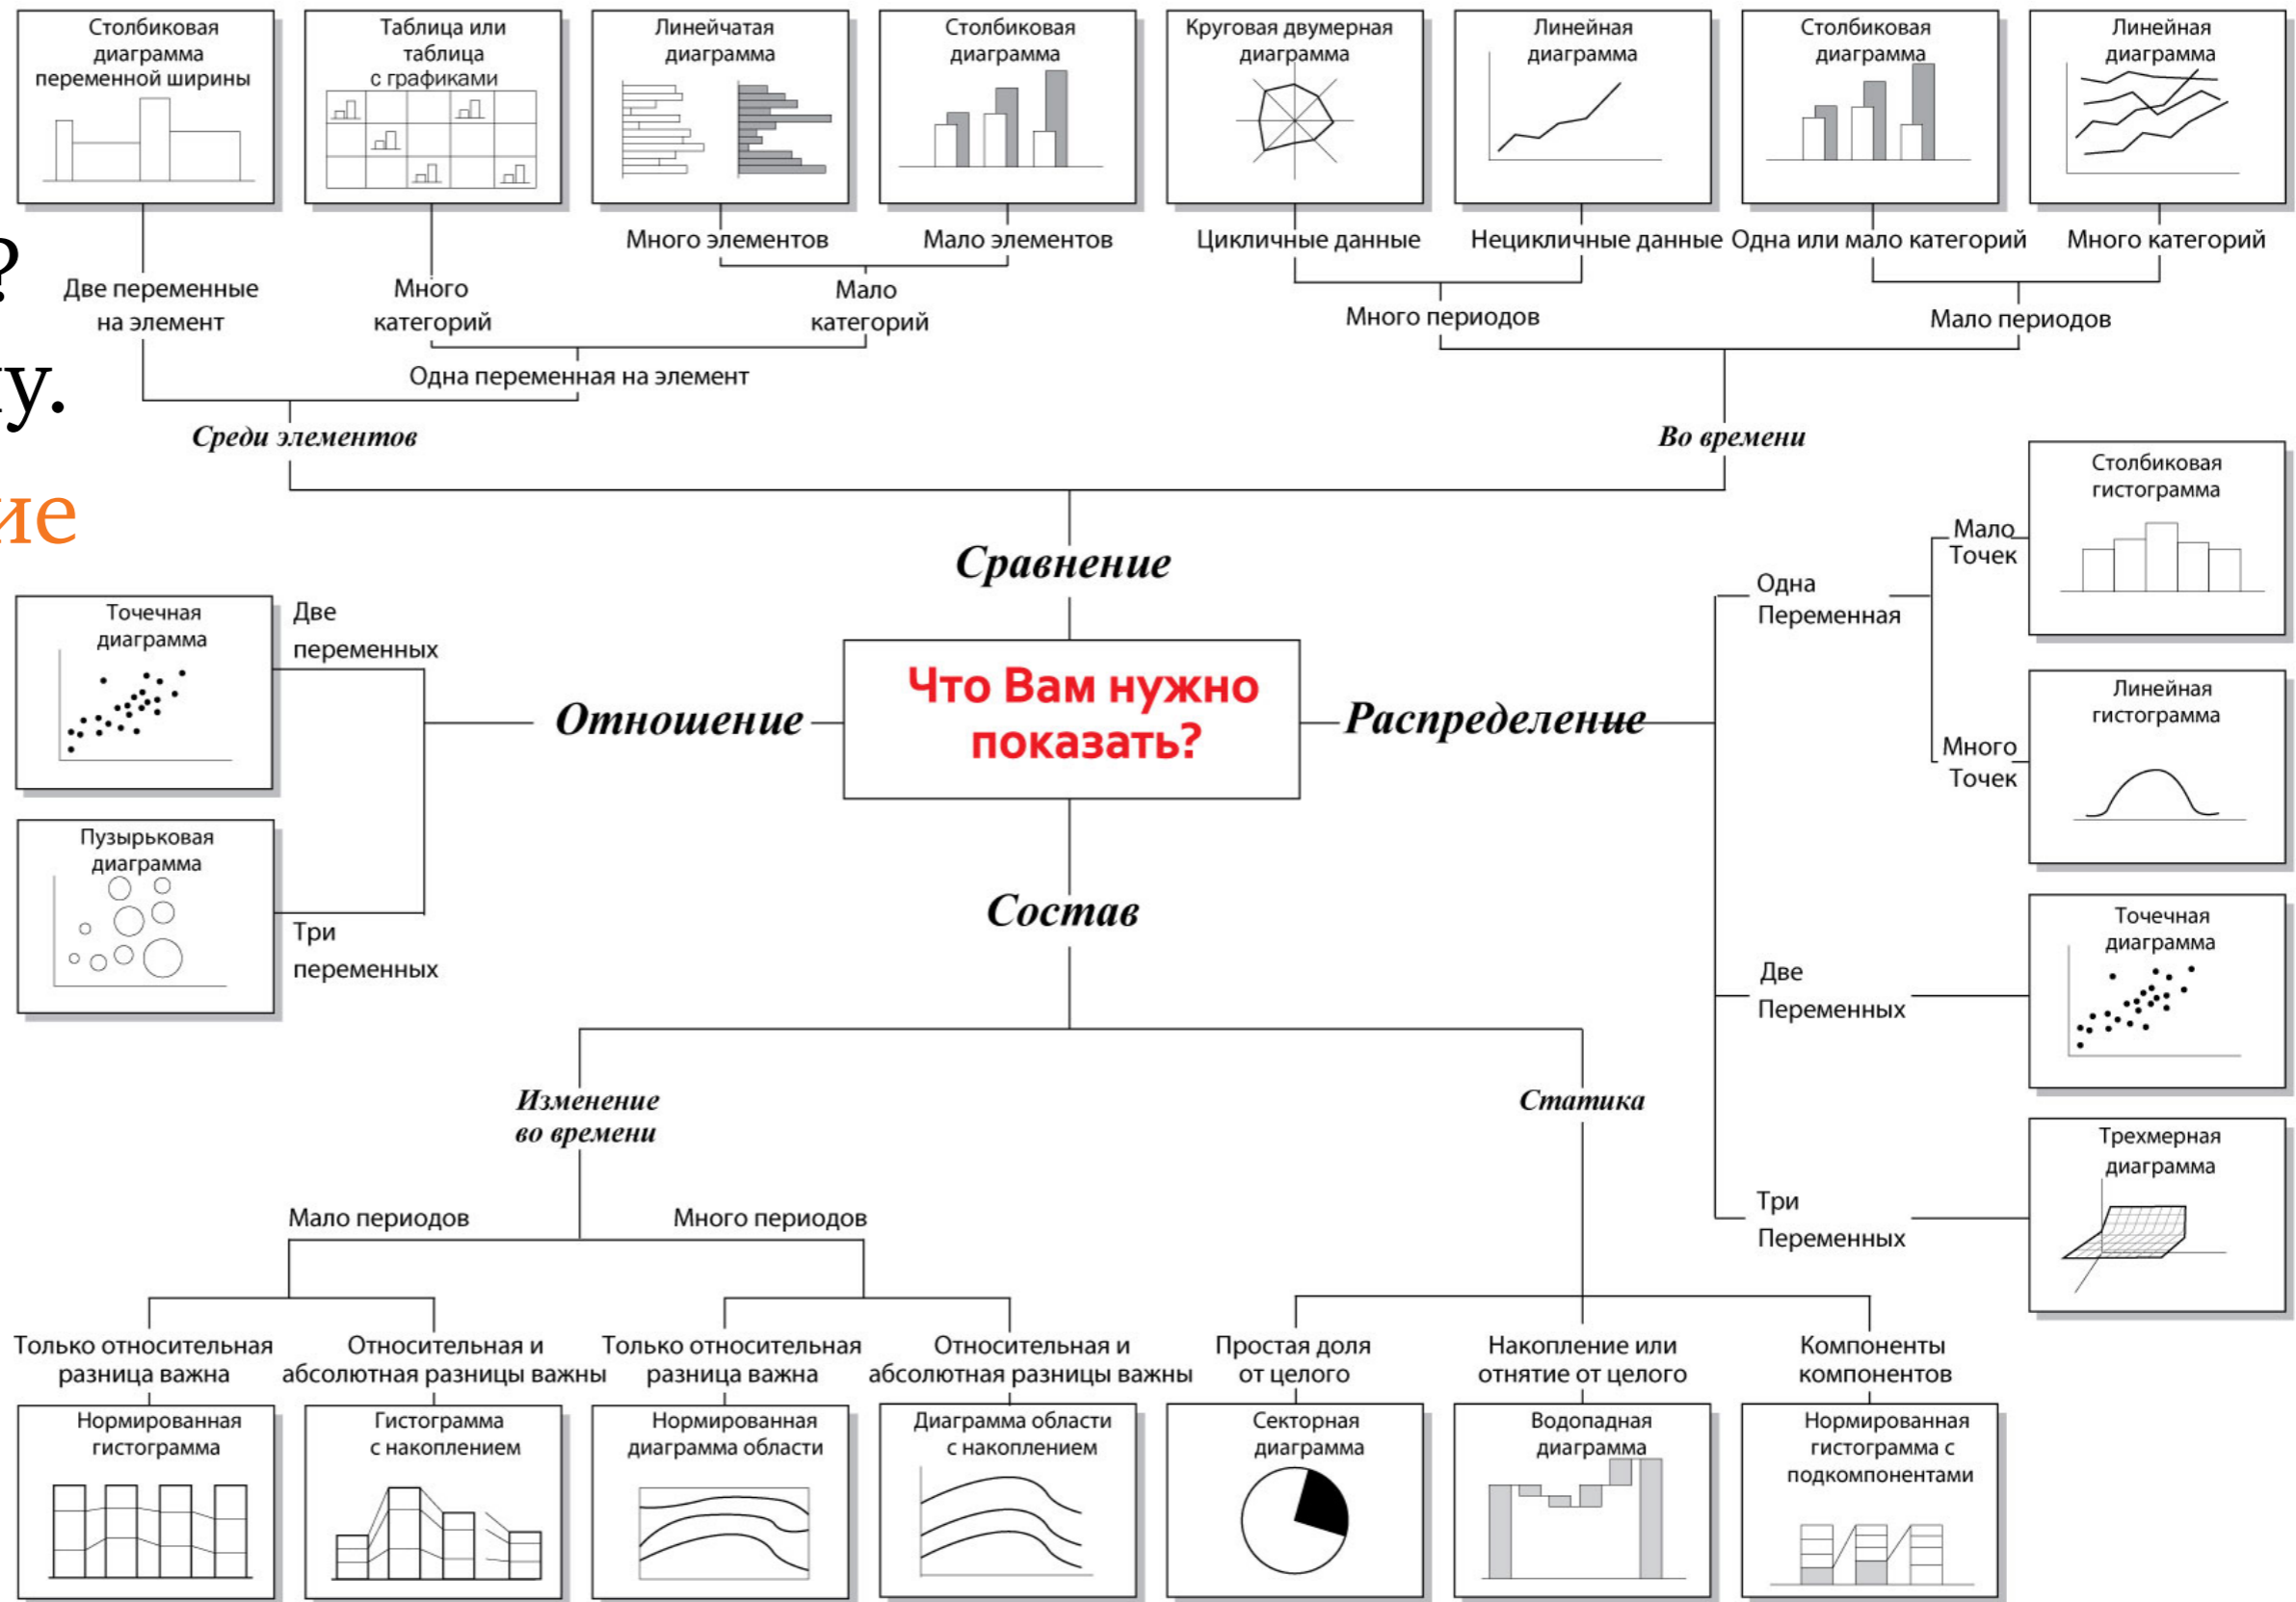 Столбиковая
диаграмма
переменной ширины
Таблица или
таблица
с графиками
Линейчатая
диаграмма
Столбиковая
диаграмма
Круговая двумерная
диаграмма
Линейная
диаграмма
Столбиковая
диаграмма
Линейная
диаграмма
Много элементов
Мало элементов
Цикличные данные
Нецикличные данные
Одна или мало категорий
Много категорий
?
Две переменные
на элемент
Много
категорий
Мало
категорий
Много периодов
Мало периодов
Одна переменная на элемент
у.
Среди элементов
Во времени
ие
Сравнение
Что Вам нужно
показать?
Отношение
Две
переменных
Точечная
диаграмма
Три
переменных
Пузырьковая
диаграмма
Распределение
Одна
Переменная
Мало
Точек
Столбиковая
гистограмма
Много
Точек
Линейная
гистограмма
Две
Переменных
Точечная
диаграмма
Три
Переменных
Трехмерная
диаграмма
Состав
Изменение
во времени
Статика
Мало периодов
Много периодов
Только относительная
разница важна
Относительная и
абсолютная разницы важны
Только относительная
разница важна
Относительная и
абсолютная разницы важны
Простая доля
от целого
Накопление или
отнятие от целого
Компоненты
компонентов
Нормированная
гистограмма
Гистограмма
с накоплением
Нормированная
диаграмма области
Диаграмма области
с накоплением
Секторная
диаграмма
Водопадная
диаграмма
Нормированная
гистограмма с
подкомпонентами